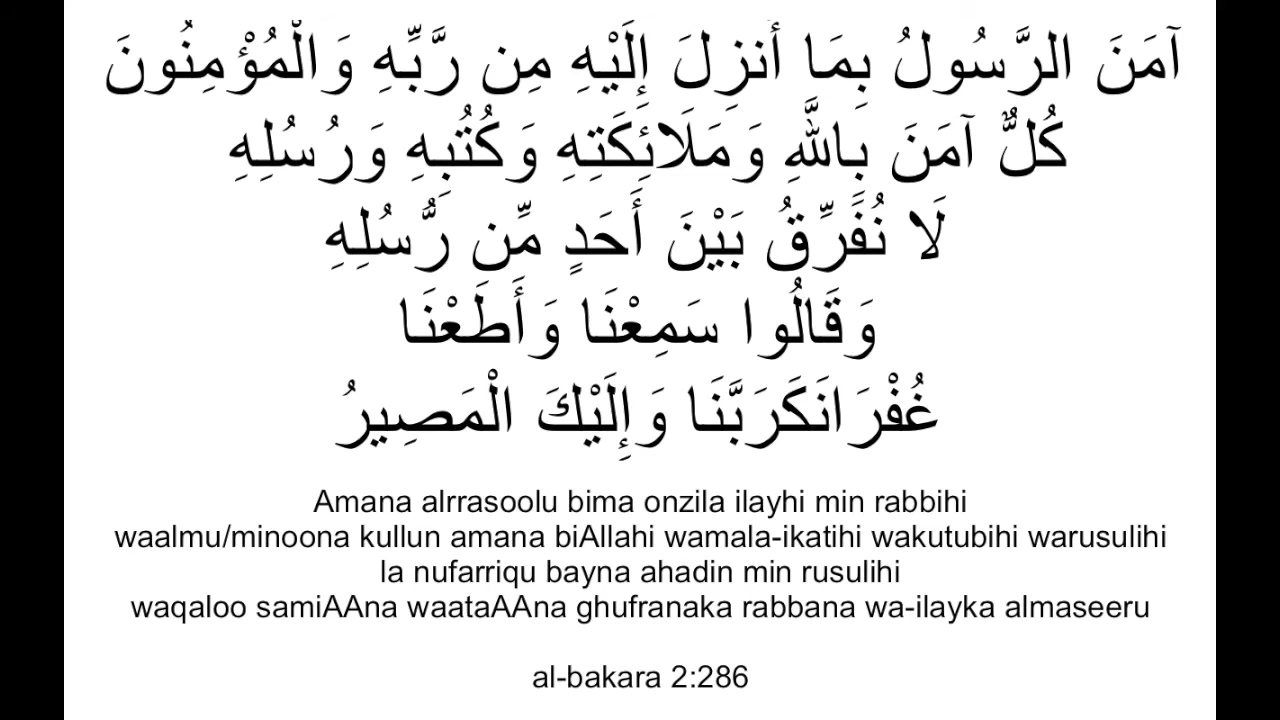 آمَنَ الرَّسُولُ بِمَا أُنزِلَ إِلَيْهِ مِن رَّبِّهِ وَالْمُؤْمِنُونَ
كُلٌّ آمَنَ بِاللَّهِ وَمَلَائِكَتِهِ وَكُتُبِهِ وَرُسُلِهِ
لَا نُفَرِّقُ بَيْنَ أَحَدٍ مِّن رُّسُلِهِ
وَقَالُوا سَمِعْنَا وَأَطَعْنَا
غُفْرَانَكَرَبَّنَا وَإِلَيْكَ الْمَصِيرُ
Amana alrrasoolu bima onzila ilayhi min rabbihi
waalmu/minoona kullun amana biAllahi wamala-ikatihi wakutubihi warusulihi
la nufarriqu bayna ahadin min rusulihi
waqaloo samiAAna waataAAna ghufranaka rabbana wa-ilayka almaseeru
al-bakara 2:286